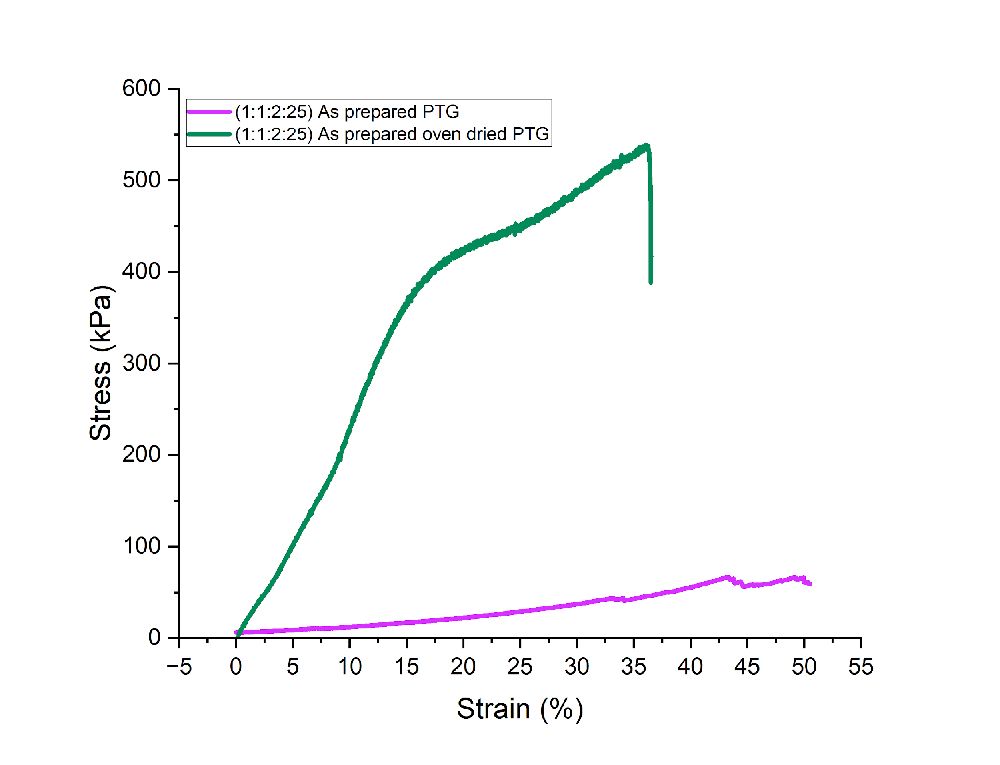 600
500
400
300
200
100
0
Stress (kPa)
(1:1:2:25) As prepared PTG
(1:1:2:25) As prepared oven dried PTG
−5 0 5 10 15 20 25 30 35 40 45 50 55
Strain (%)